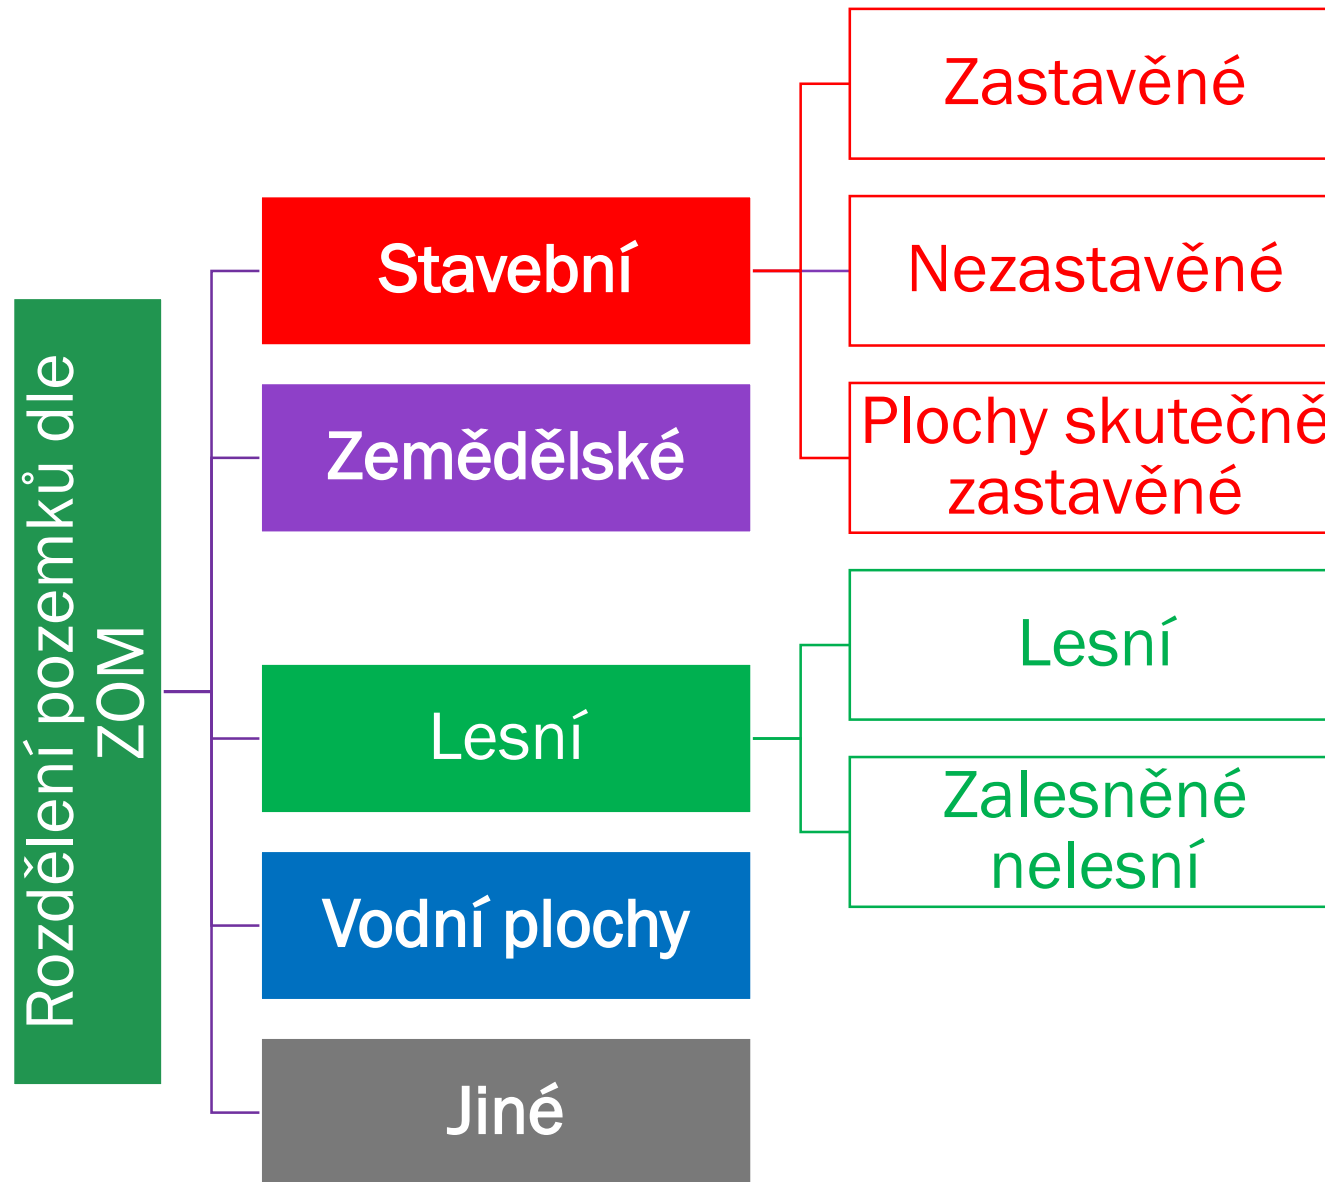 Rozdělení pozemků dle
ZOM
Stavební
Zastavěné
Nezastavěné
Plochy skutečně
zastavěné
Zemědělské
Lesní
Lesní
Zalesněné
nelesní
Vodní plochy
Jiné